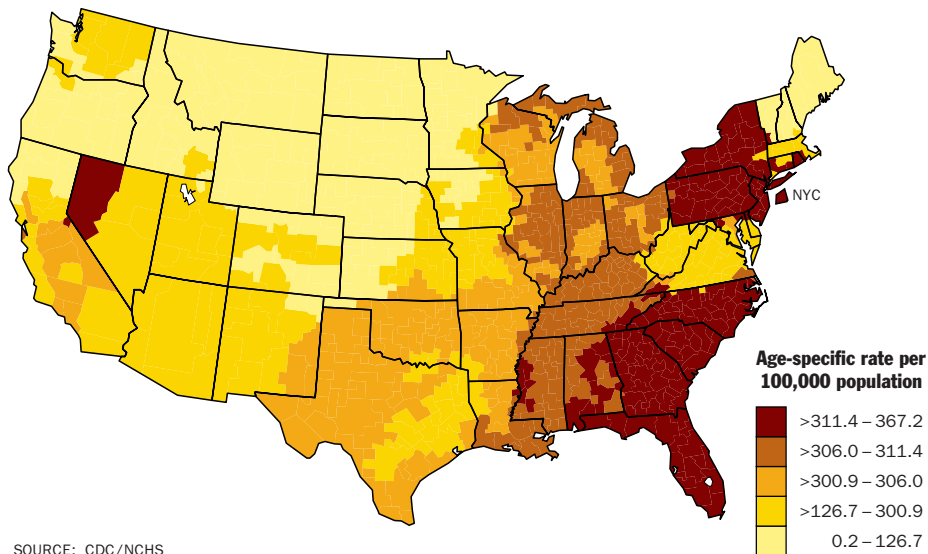 NYC
Age-specific rate per
100,000 population
>311.4 – 367.2
>306.0 – 311.4
>300.9 – 306.0
>126.7 – 300.9
0.2 – 126.7
SOURCE: CDC/NCHS